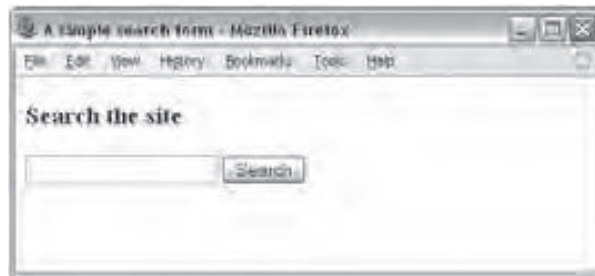 A simple search form - Mozilla Firefox
File Edit View History Bookmarks Tools Help
Search the site
Search